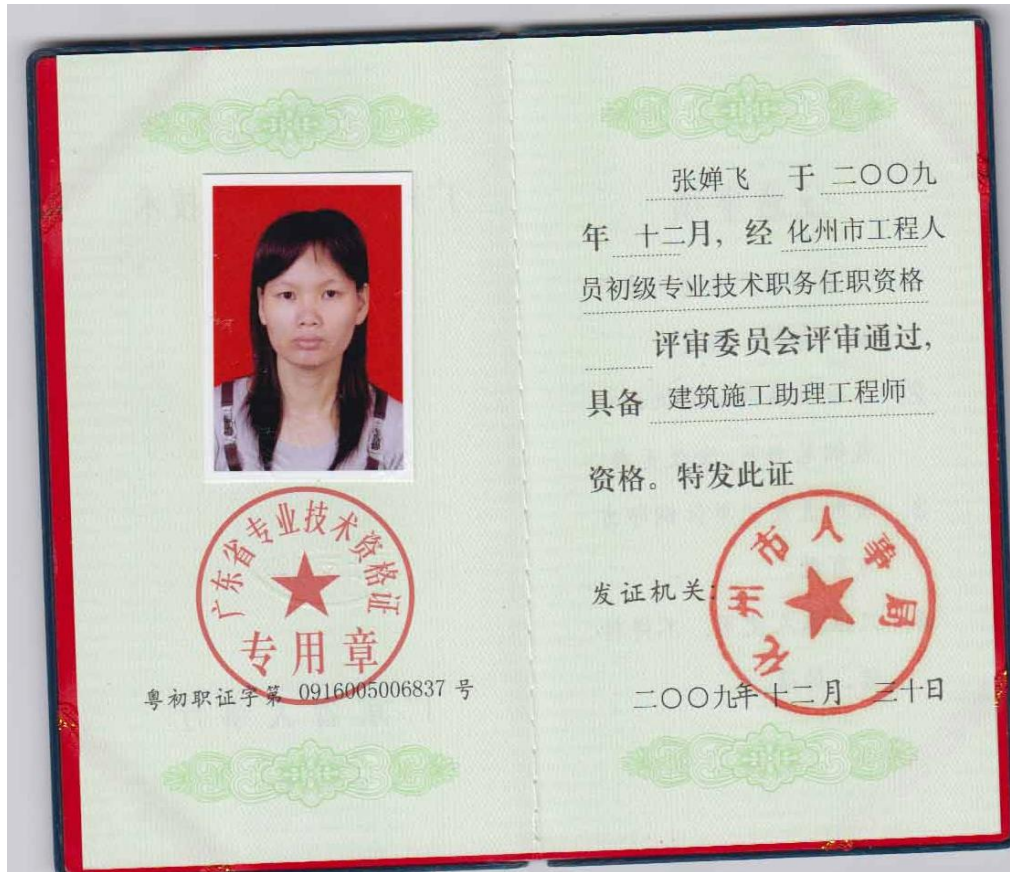 广东省专业技术资格证
专用章
粤初职证字第 0916005006837 号
张婵飞 于 二〇〇九
年 十二月，经 化州市工程人
员初级专业技术职务任职资格
评审委员会评审通过，
具备 建筑施工助理工程师
资格。特发此证
发证机关：
化州市人事局
二〇〇九年十二月 三十日